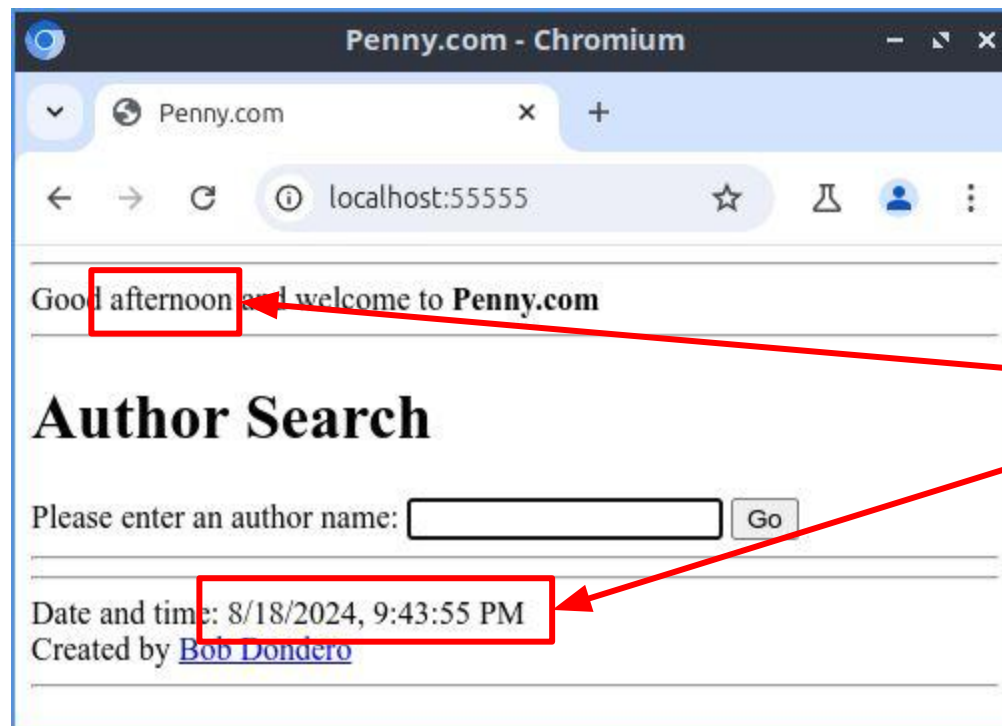 Penny.com - Chromium
Penny.com
localhost:55555
Good afternoon and welcome to Penny.com
Author Search
Please enter an author name: Go
Date and time: 8/18/2024, 9:43:55 PM
Created by Bob Dondero